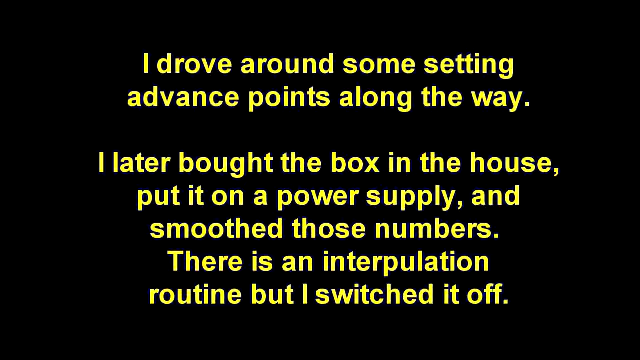 I drove around some setting
advance points along the way.
I later bought the box in the house,
put it on a power supply, and
smoothed those numbers.
There is an interpulation
routine but I switched it off.